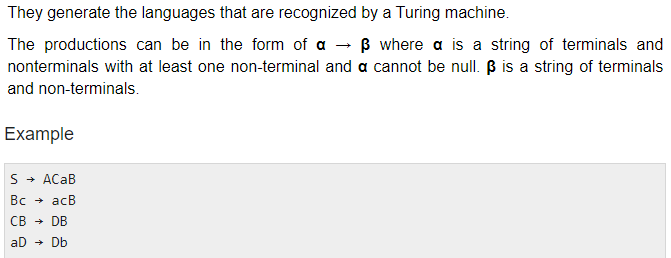 They generate the languages that are recognized by a Turing machine.
The productions can be in the form of α → β where α is a string of terminals and
nonterminals with at least one non-terminal and α cannot be null. β is a string of terminals
and non-terminals.
Example
S → ACaB
Bc → acB
CB → DB
aD → Db